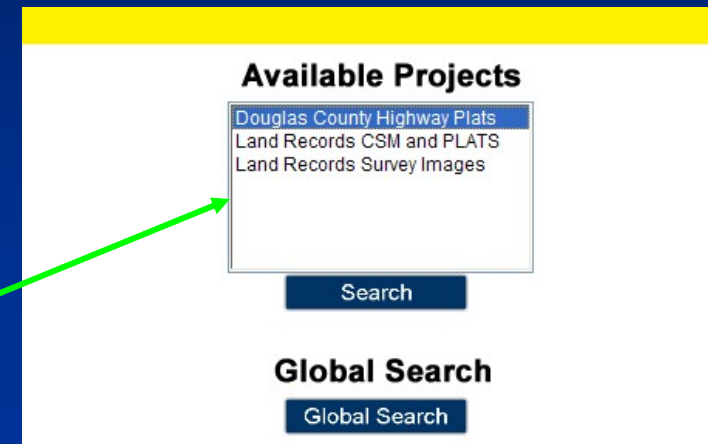 Available Projects
Douglas County Highway Plats
Land Records CSM and PLATS
Land Records Survey Images
Search
Global Search
Global Search